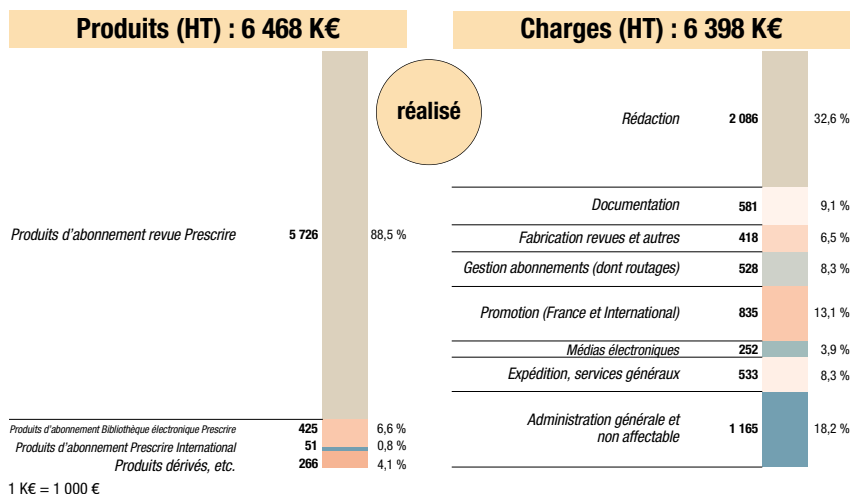 Produits (HT) : 6 468 K€
Produits d'abonnement revue Prescrire 5 726 88,5 %
Produits d'abonnement Bibliothèque électronique Prescrire 425 6,6 %
Produits d'abonnement Prescrire International 51 0,8 %
Produits dérivés, etc. 266 4,1 %
1 K€ = 1 000 €
réalisé
Charges (HT) : 6 398 K€
Rédaction 2 086 32,6 %
Documentation 581 9,1 %
Fabrication revues et autres 418 6,5 %
Gestion abonnements (dont routages) 528 8,3 %
Promotion (France et International) 835 13,1 %
Médias électroniques 252 3,9 %
Expédition, services généraux 533 8,3 %
Administration générale et
non affectable 1 165 18,2 %